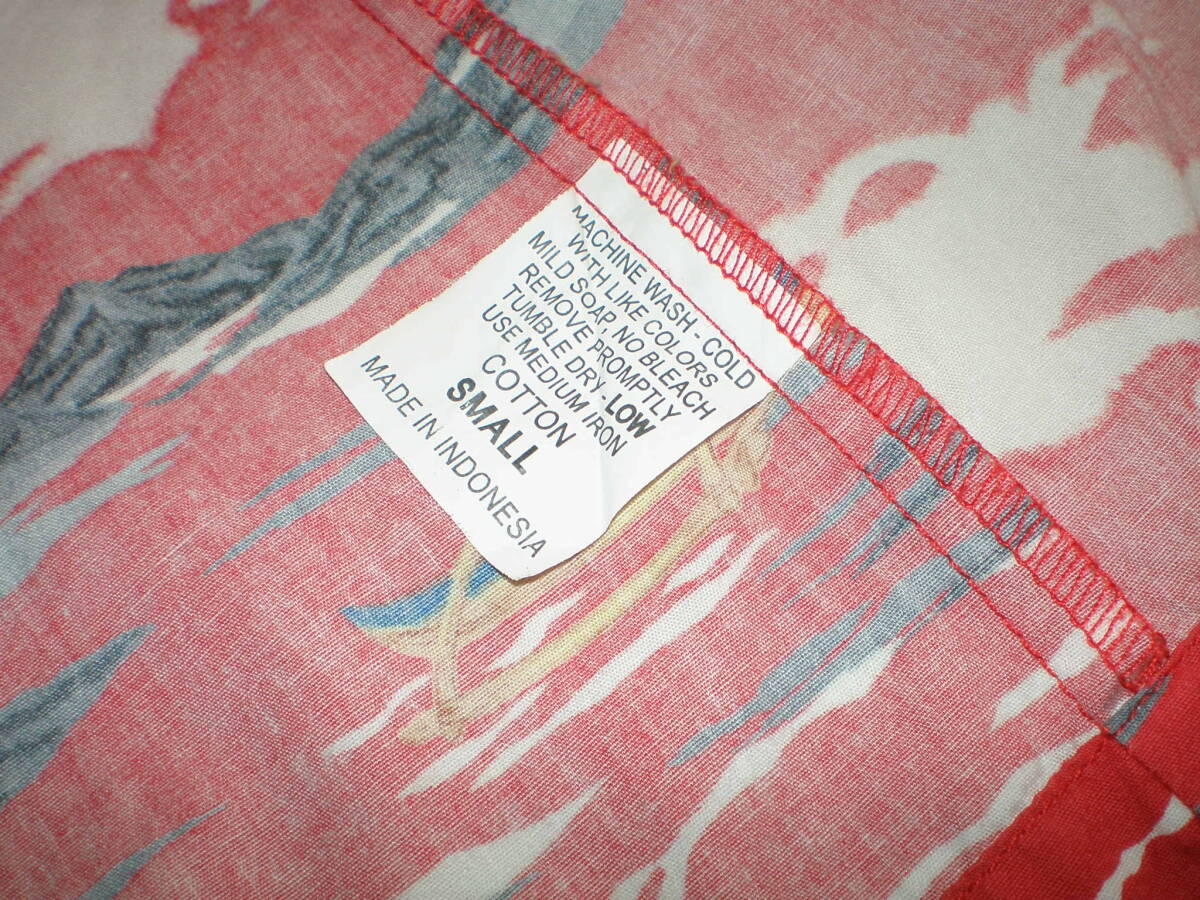 MACHINE WASH - COLD
WITH LIKE COLORS
MILD SOAP, NO BLEACH
REMOVE PROMPTLY
TUMBLE DRY-LOW
USE MEDIUM IRON
COTTON
SMALL
MADE IN INDONESIA